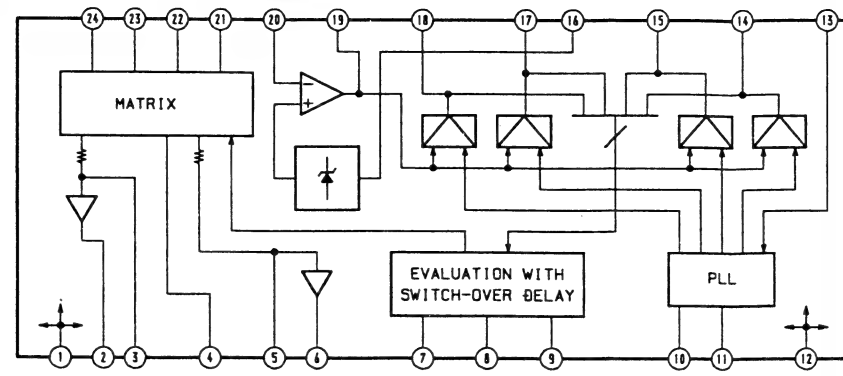 24 23 22 21 20 19 18 17 16 15 14 13
MATRIX
− +
EVALUATION WITH
SWITCH-OVER DELAY
PLL
1 2 3 4 5 6 7 8 9 10 11 12